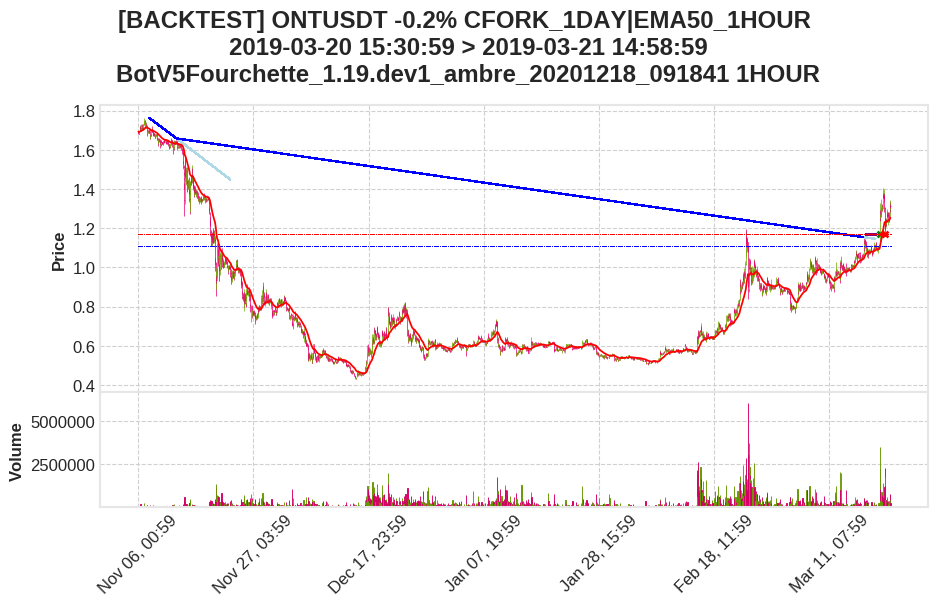 [BACKTEST] ONTUSDT -0.2% CFORK_1DAY|EMA50_1HOUR
2019-03-20 15:30:59 > 2019-03-21 14:58:59
BotV5Fourchette_1.19.dev1_ambre_20201218_091841 1HOUR
1.8
1.6
1.4
1.2
1.0
0.8
0.6
0.4
Price
5000000
2500000
Volume
Nov 06, 00:59
Nov 27, 03:59
Dec 17, 23:59
Jan 07, 19:59
Jan 28, 15:59
Feb 18, 11:59
Mar 11, 07:59